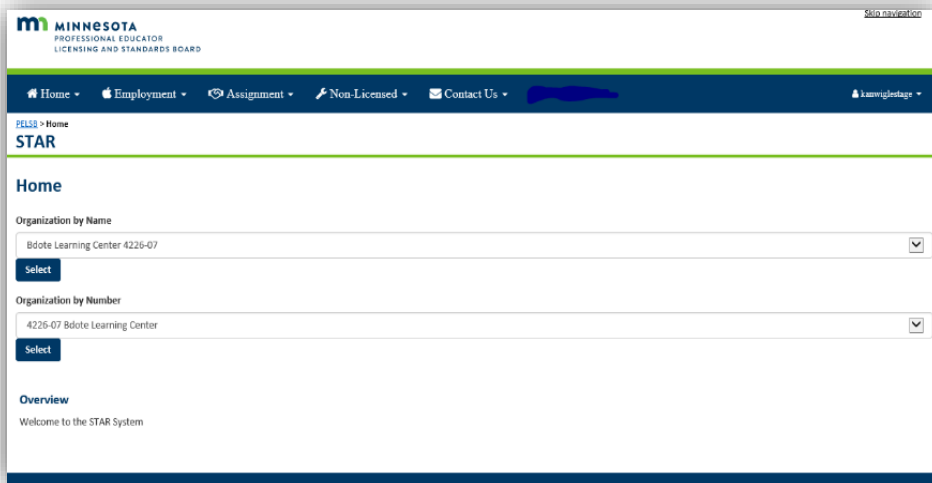 Skip navigation
MINNESOTA
PROFESSIONAL EDUCATOR
LICENSING AND STANDARDS BOARD
Home Employment Assignment Non-Licensed Contact Us kanwiglestage
PELSB > Home
STAR
Home
Organization by Name
Bdote Learning Center 4226-07
Select
Organization by Number
4226-07 Bdote Learning Center
Select
Overview
Welcome to the STAR System